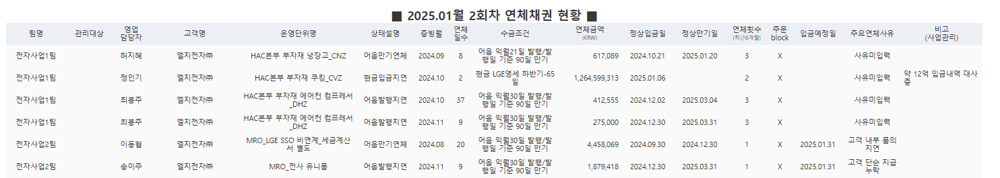 ■ 2025.01월 2회차 연체채권 현황 ■
팀명 관리대상 영업 담당자 고객명 운영단위명 상태설명 증빙월 연체 일수 수금조건 연체금액 (KRW) 정상입금일 정상만기일 연체횟수 (최근6개월) 주문 block 입금예정일 주요연체사유 비고 (사업관리)
전자사업1팀 허지혜 엘지전자㈜ HAC본부 부자재 냉장고_CNZ 어음만기연체 2024.09 8 어음 익월21일 발행/발행일 기준 90일 만기 617,089 2024.10.21 2025.01.20 3 X 사유미입력
전자사업1팀 정인기 엘지전자㈜ HAC본부 부자재 쿠킹_CVZ 현금입금지연 2024.10 2 현금 LGE영세 하반기-65일 1,264,599,313 2025.01.06 2 X 사유미입력 약 12억 입금내역 대사중
전자사업1팀 최봉주 엘지전자㈜ HAC본부 부자재 에어컨 컴프레서_DHZ 어음발행지연 2024.10 37 어음 익월30일 발행/발행일 기준 90일 만기 412,555 2024.12.02 2025.03.04 3 X 사유미입력
전자사업1팀 최봉주 엘지전자㈜ HAC본부 부자재 에어컨 컴프레서_DHZ 어음발행지연 2024.11 9 어음 익월30일 발행/발행일 기준 90일 만기 275,000 2024.12.30 2025.03.31 3 X 사유미입력
전자사업2팀 이동협 엘지전자㈜ MRO_LGE SSO 비연계_세금계산서 별도 어음만기연체 2024.08 20 어음 익월30일 발행/발행일 기준 90일 만기 4,458,069 2024.09.30 2024.12.30 1 X 2025.01.31 고객 내부 품의 지연
전자사업2팀 송이주 엘지전자㈜ MRO_전사 유니폼 어음발행지연 2024.11 9 어음 익월30일 발행/발행일 기준 90일 만기 1,879,418 2024.12.30 2025.03.31 1 X 2025.01.31 고객 단순 지급 누락